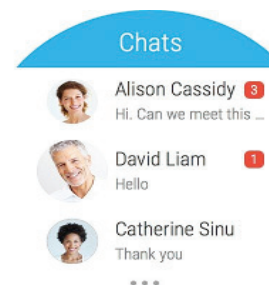 Chats
Alison Cassidy 3
Hi. Can we meet this ...
David Liam 1
Hello
Catherine Sinu
Thank you